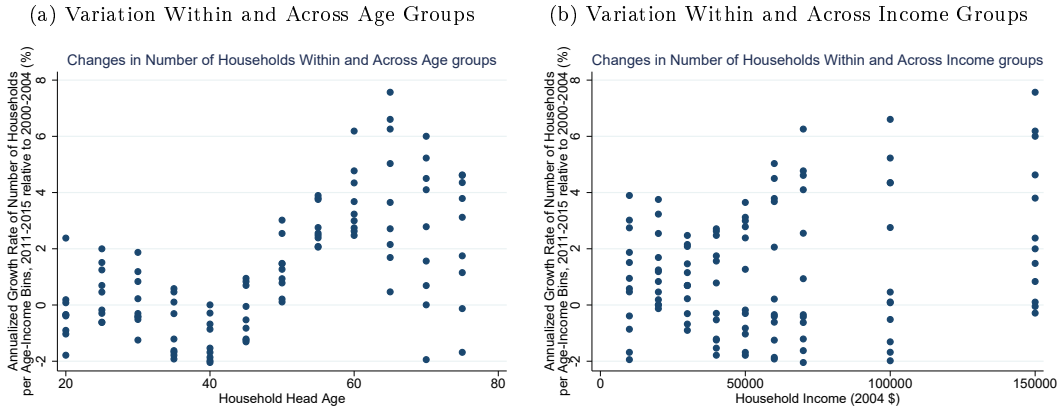 (a) Variation Within and Across Age Groups
Changes in Number of Households Within and Across Age groups
Annualized Growth Rate of Number of Households
per Age-Income Bins, 2011-2015 relative to 2000-2004 (%)
8
6
4
2
0
-2
20
40
60
80
Household Head Age
(b) Variation Within and Across Income Groups
Changes in Number of Households Within and Across Income groups
Annualized Growth Rate of Number of Households
per Age-Income Bins, 2011-2015 relative to 2000-2004 (%)
8
6
4
2
0
-2
0
50000
100000
150000
Household Income (2004 $)